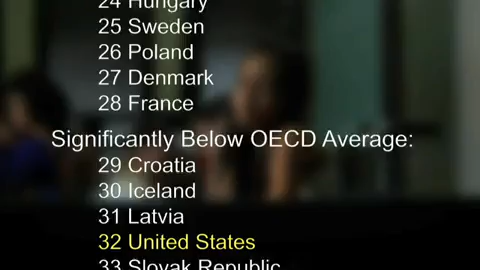 24 Hungary
25 Sweden
26 Poland
27 Denmark
28 France
Significantly Below OECD Average:
29 Croatia
30 Iceland
31 Latvia
32 United States
33 Slovak Republic